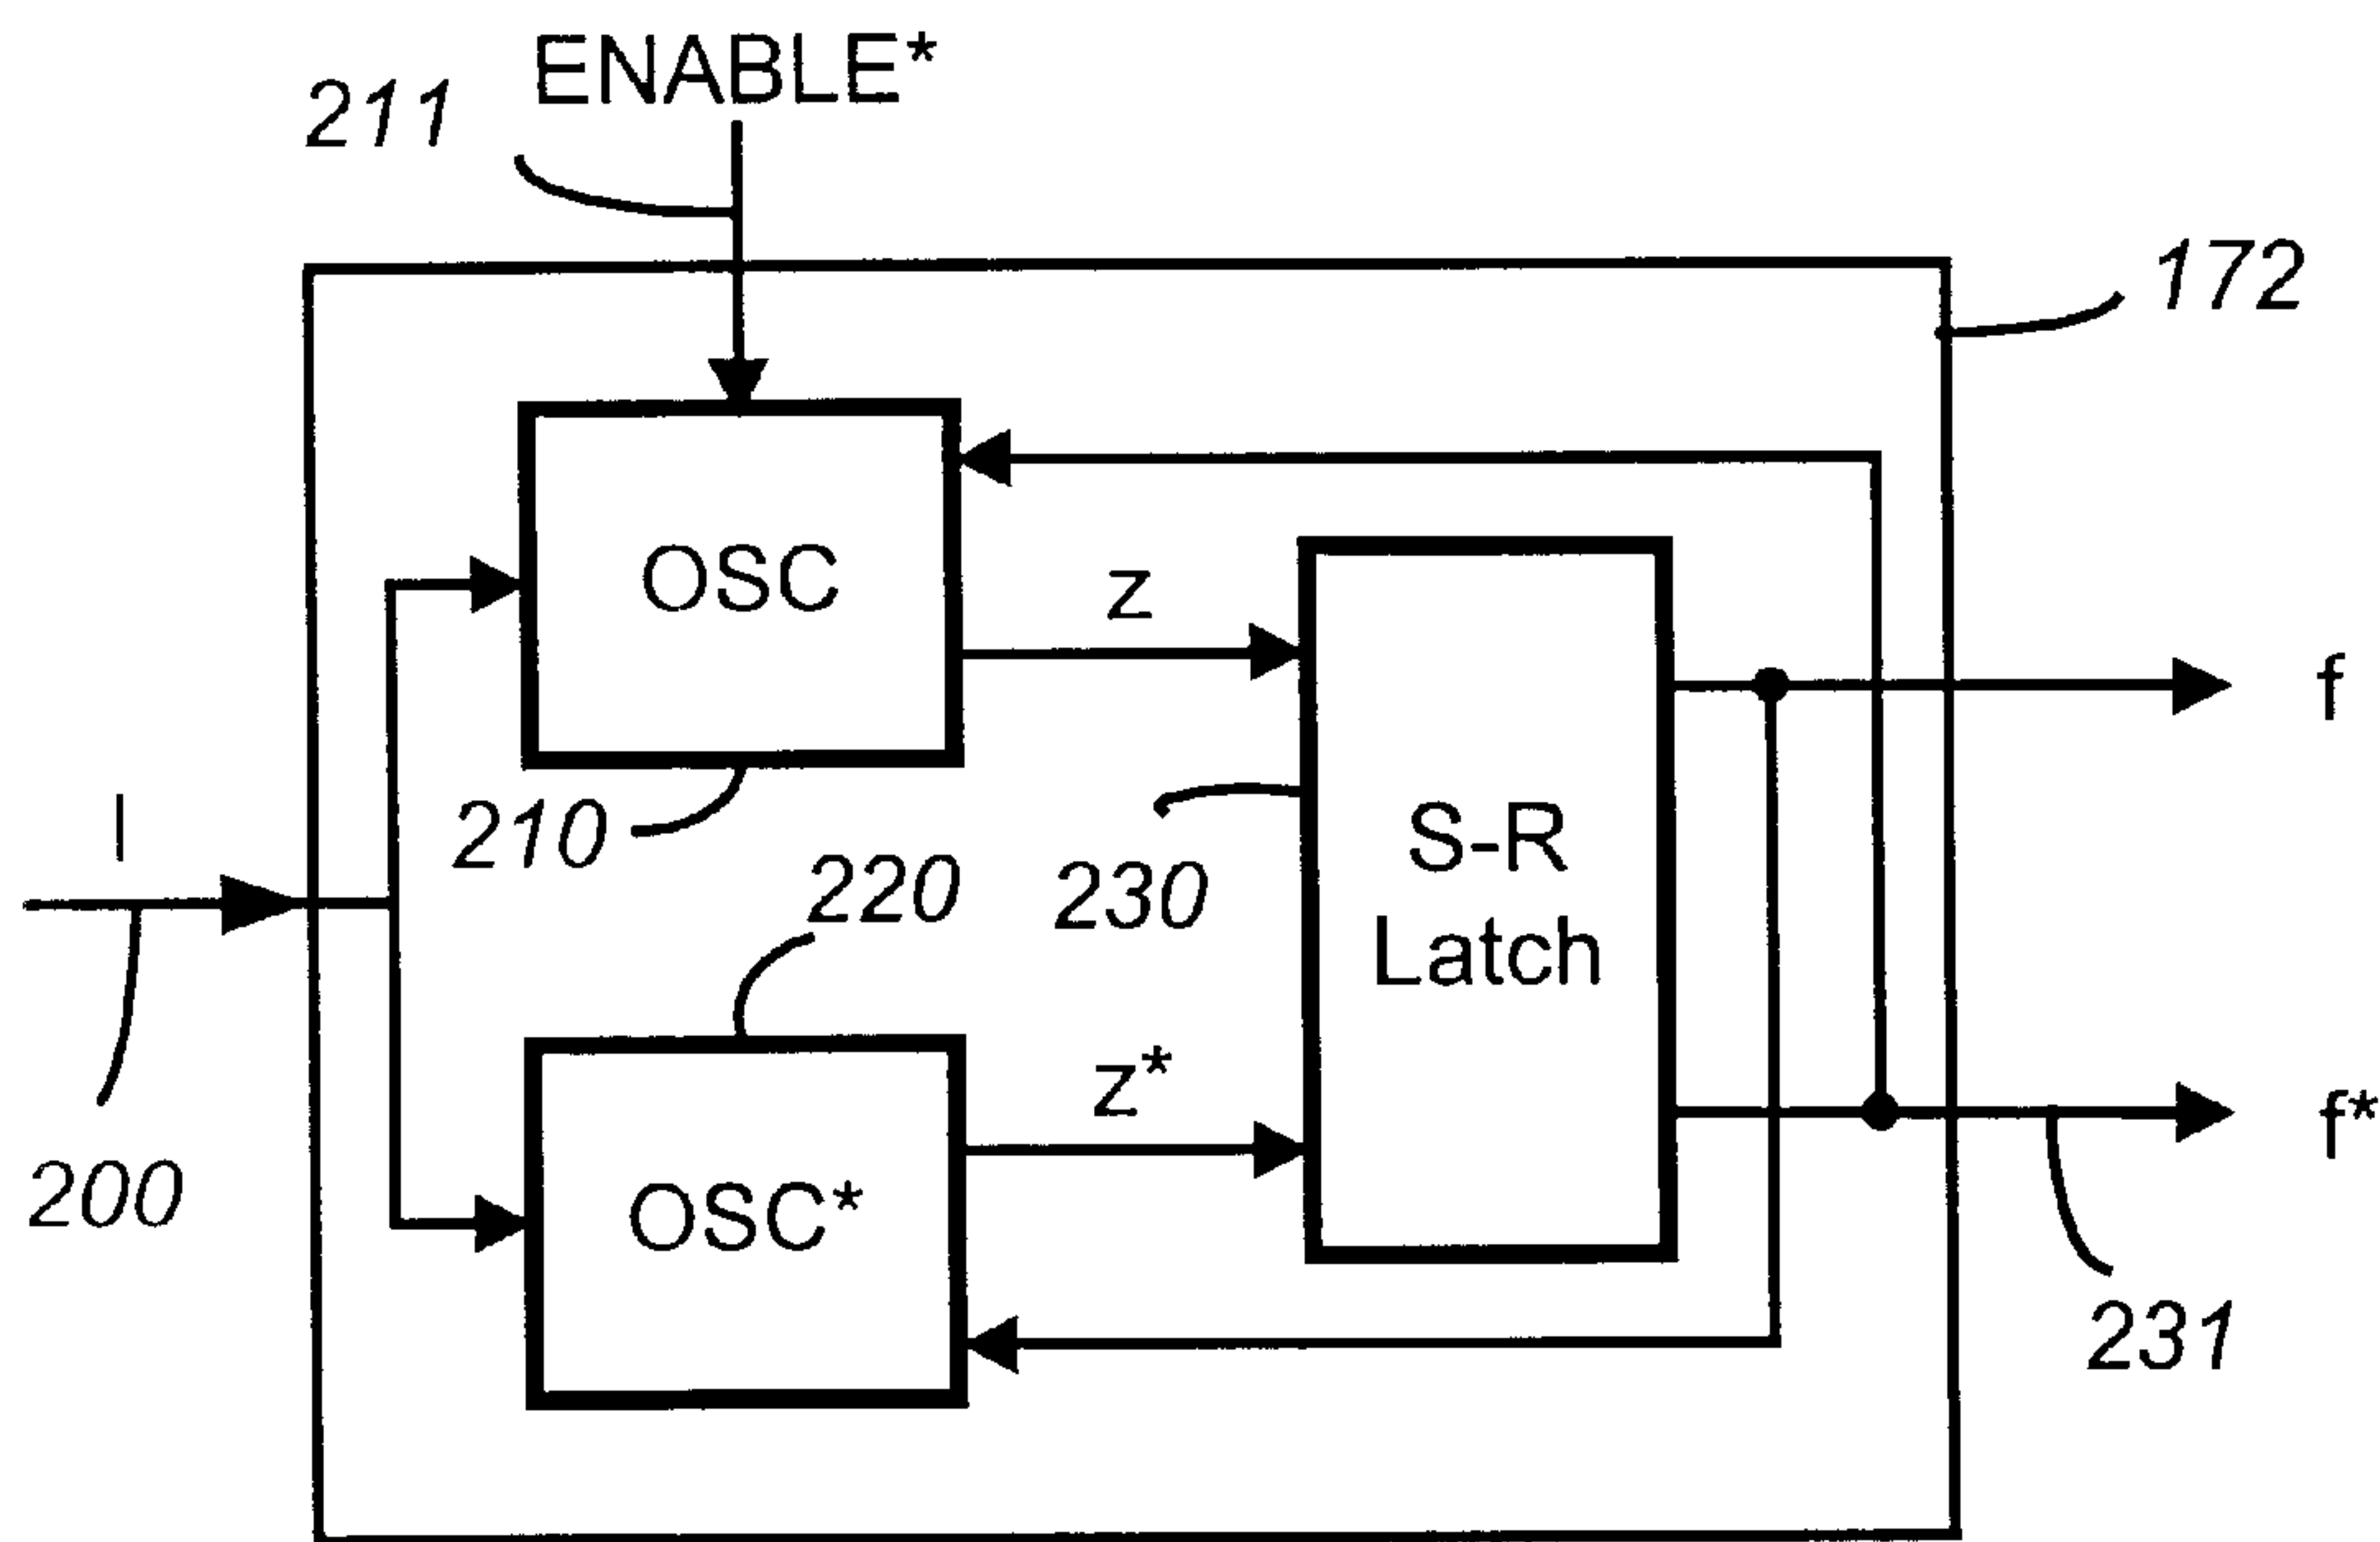 ENABLE*
211
172
OSC
z
f
I
210
220
230
S-R
Latch
z*
f*
200
OSC*
231